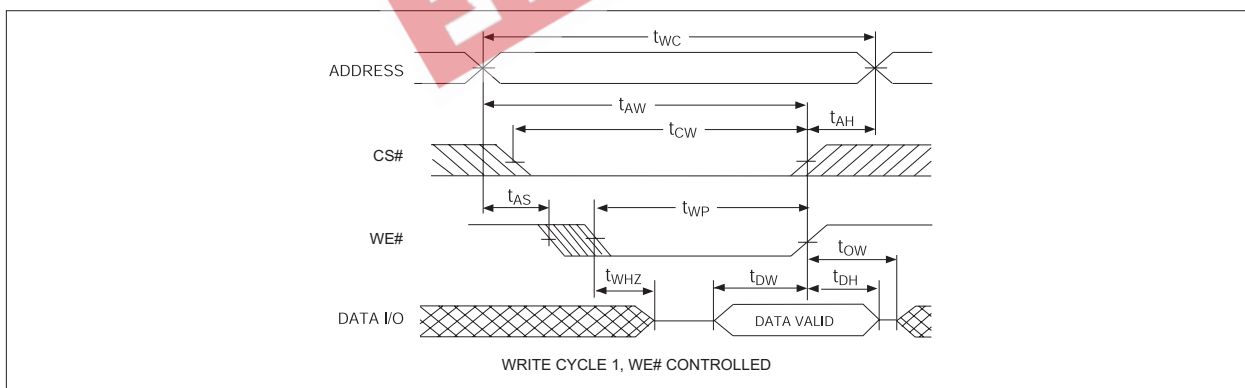 tWC
ADDRESS
tAW
tCW
tAH
CS#
tAS
tWP
WE#
tOW
tWHZ
tDW
tDH
DATA I/O
DATA VALID
WRITE CYCLE 1, WE# CONTROLLED